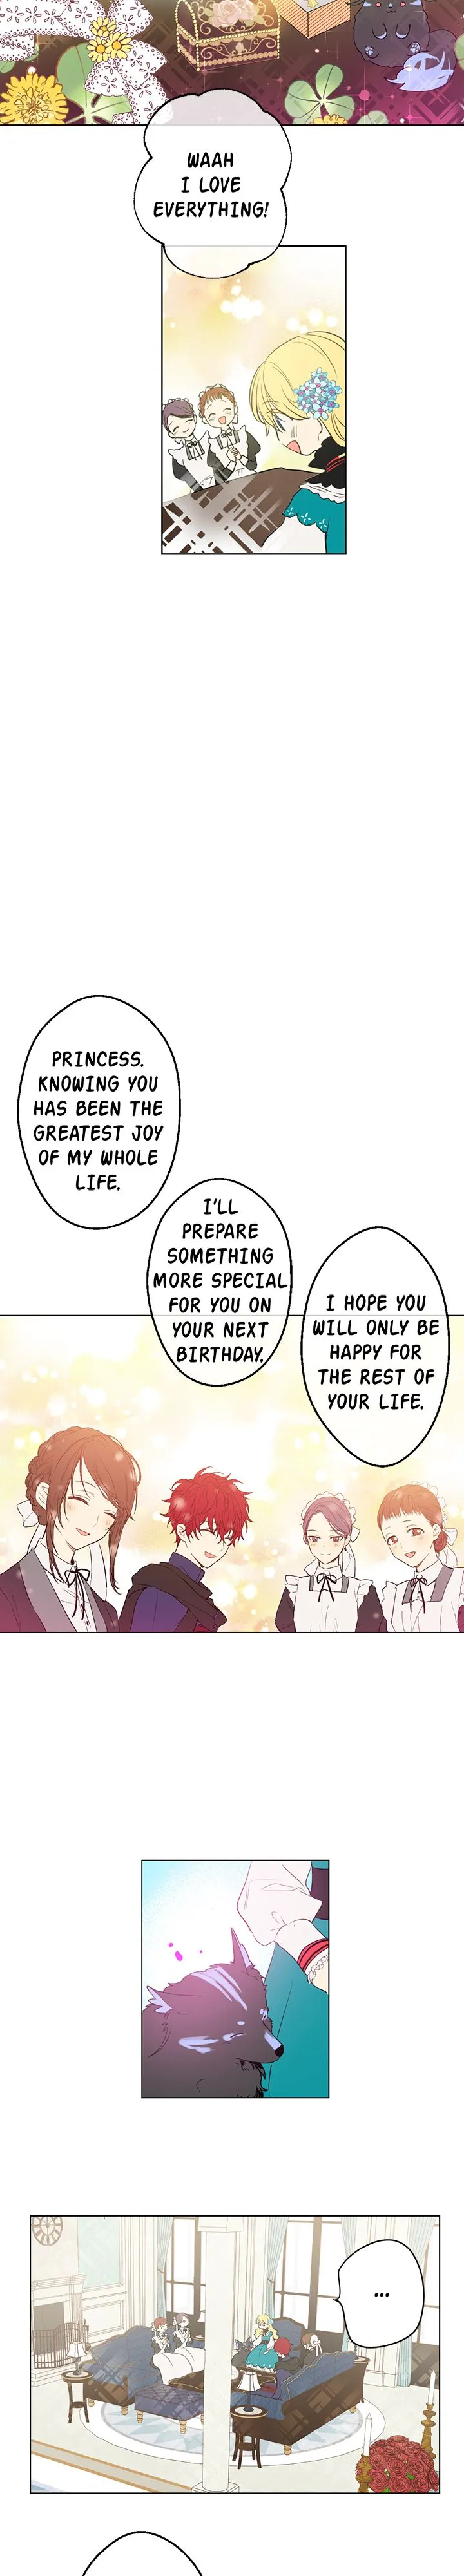 WAAH
I LOVE
EVERYTHING!
PRINCESS.
KNOWING YOU
HAS BEEN THE
GREATEST JOY
OF MY WHOLE
LIFE.
I'LL
PREPARE
SOMETHING
MORE SPECIAL
FOR YOU ON
YOUR NEXT
BIRTHDAY.
I HOPE YOU
WILL ONLY BE
HAPPY FOR
THE REST OF
YOUR LIFE.
...